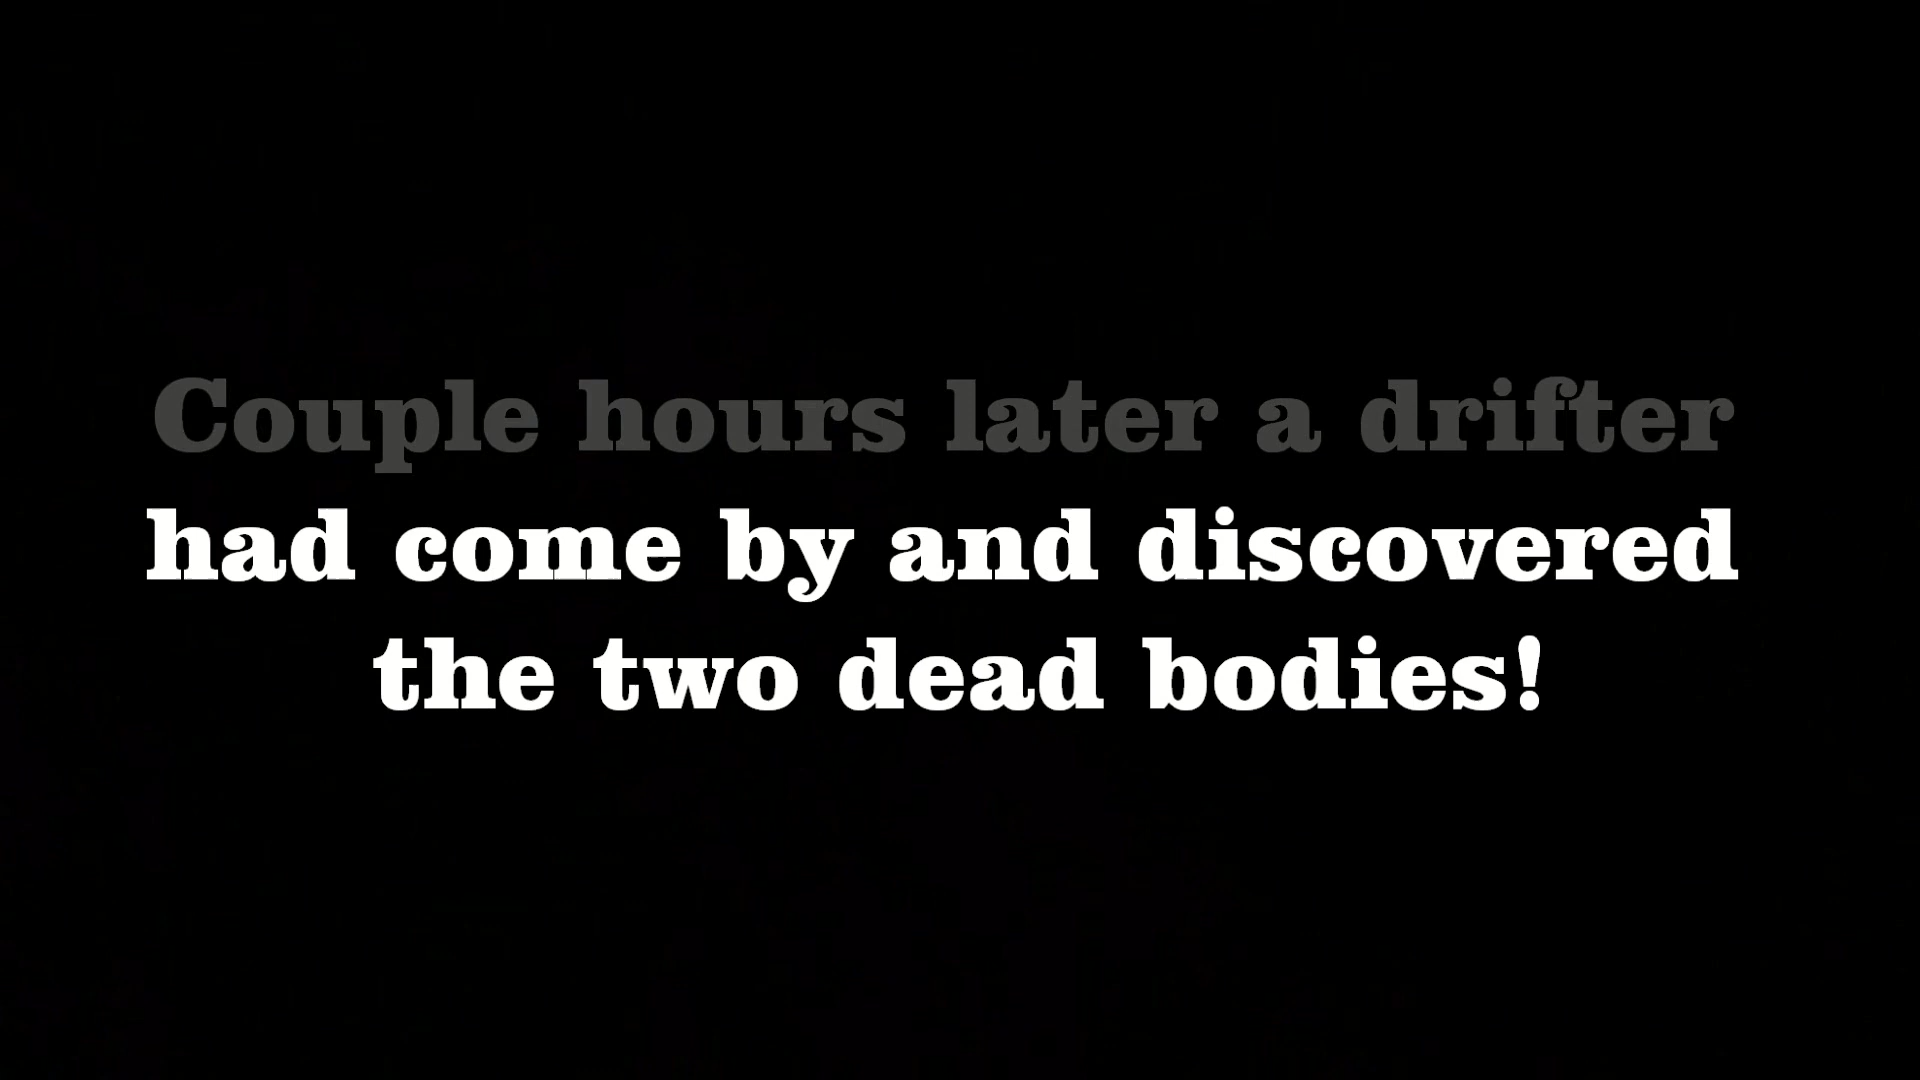 Couple hours later a drifter
had come by and discovered
the two dead bodies!